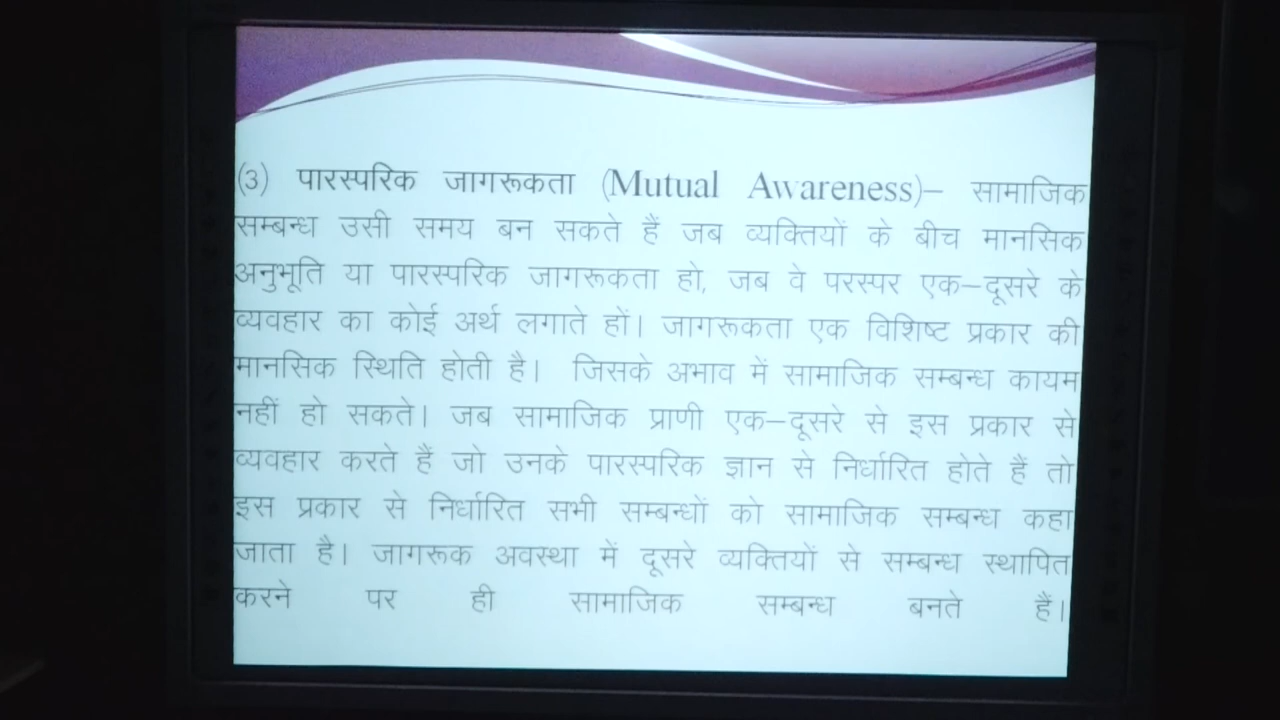 (3) पारस्परिक जागरूकता (Mutual Awareness)– सामाजिक
सम्बन्ध उसी समय बन सकते हैं जब व्यक्तियों के बीच मानसिक
अनुभूति या पारस्परिक जागरूकता हो, जब वे परस्पर एक–दूसरे के
व्यवहार का कोई अर्थ लगाते हों। जागरूकता एक विशिष्ट प्रकार की
मानसिक स्थिति होती है। जिसके अभाव में सामाजिक सम्बन्ध कायम
नहीं हो सकते। जब सामाजिक प्राणी एक–दूसरे से इस प्रकार से
व्यवहार करते हैं जो उनके पारस्परिक ज्ञान से निर्धारित होते हैं तो
इस प्रकार से निर्धारित सभी सम्बन्धों को सामाजिक सम्बन्ध कहा
जाता है। जागरूक अवस्था में दूसरे व्यक्तियों से सम्बन्ध स्थापित
करने पर ही सामाजिक सम्बन्ध बनते हैं।